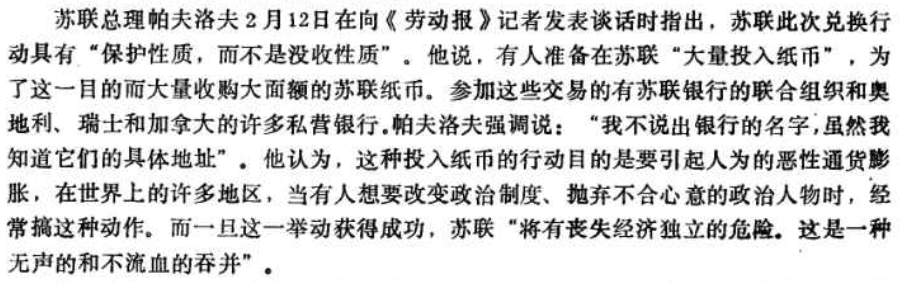 苏联总理帕夫洛夫2月12日在向《劳动报》记者发表谈话时指出，苏联此次兑换行
动具有“保护性质，而不是没收性质”。他说，有人准备在苏联“大量投入纸币”，为
了这一目的而大量收购大面额的苏联纸币。参加这些交易的有苏联银行的联合组织和奥
地利、瑞士和加拿大的许多私营银行。帕夫洛夫强调说：“我不说出银行的名字，虽然我
知道它们的具体地址”。他认为，这种投入纸币的行动目的是要引起人为的恶性通货膨
胀，在世界上的许多地区，当有人想要改变政治制度、抛弃不合心意的政治人物时，经
常搞这种动作。而一旦这一举动获得成功，苏联“将有丧失经济独立的危险。这是一种
无声的和不流血的吞并”。